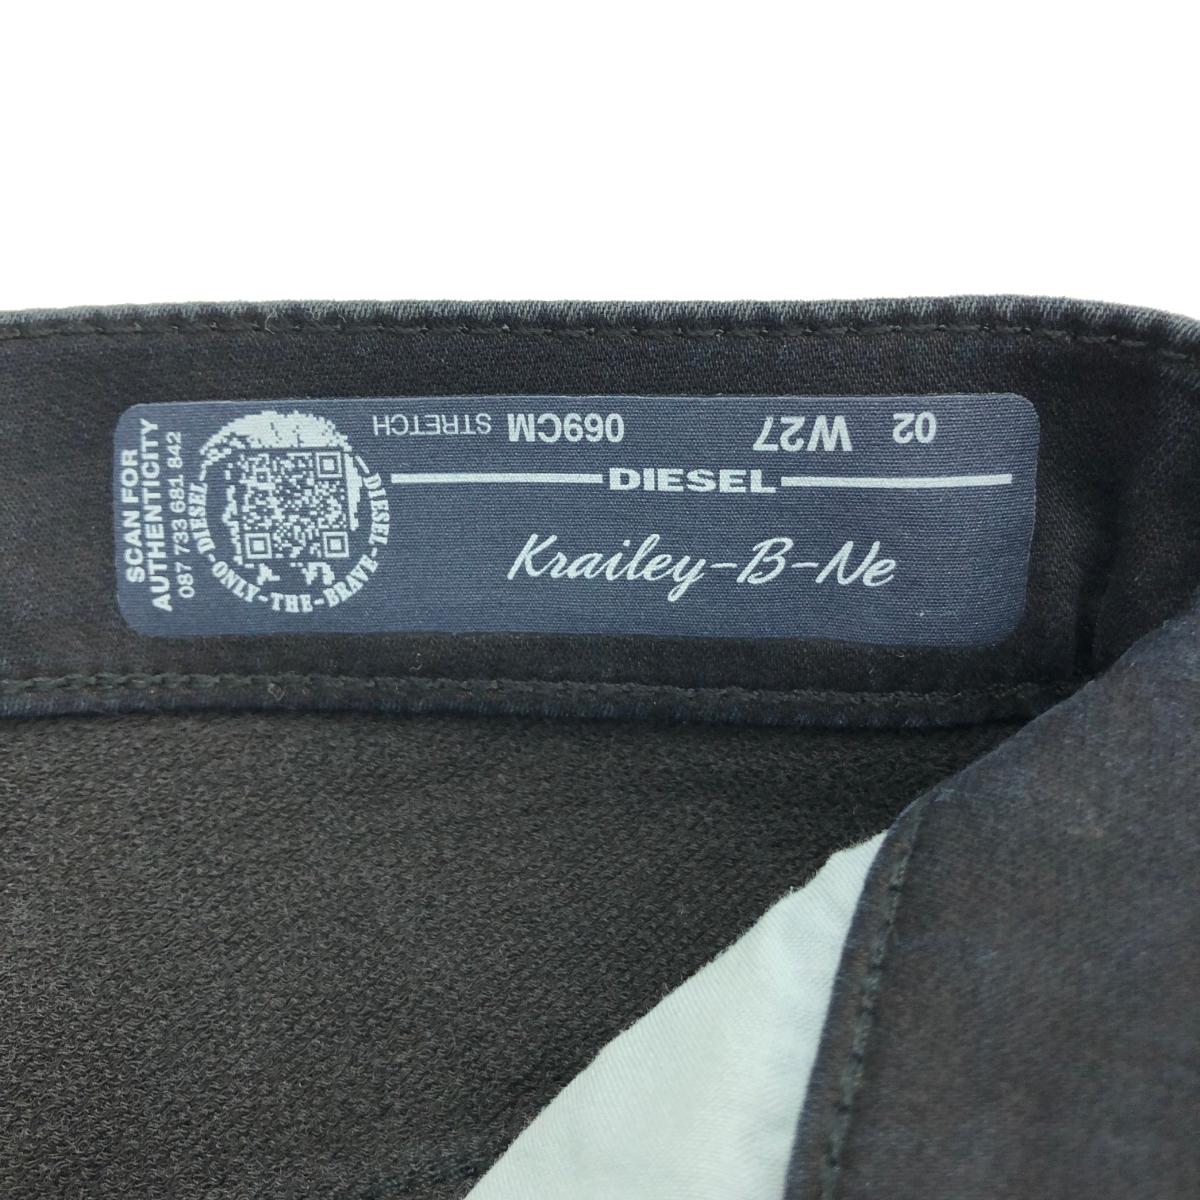 SCAN FOR
AUTHENTICITY
087 733 681 842
DIESEL
-ONLY-THE-BRAVE-
DIESEL
02 W27 069CM STRETCH
DIESEL
Krailey-B-Ne